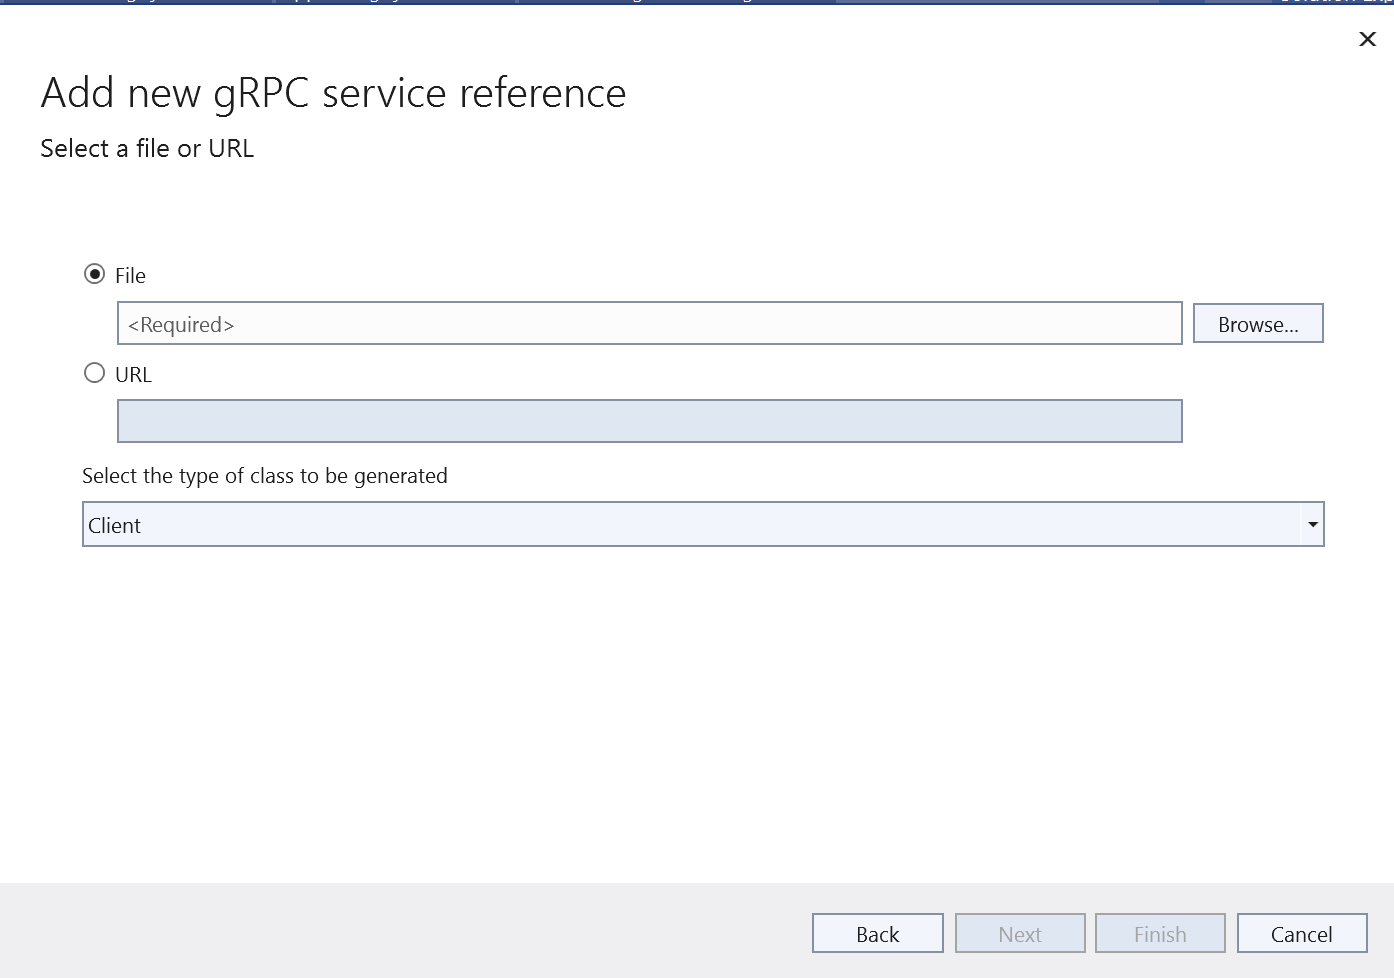 Add new gRPC service reference
Select a file or URL
File
<Required>
Browse...
URL
Select the type of class to be generated
Client
Back
Next
Finish
Cancel